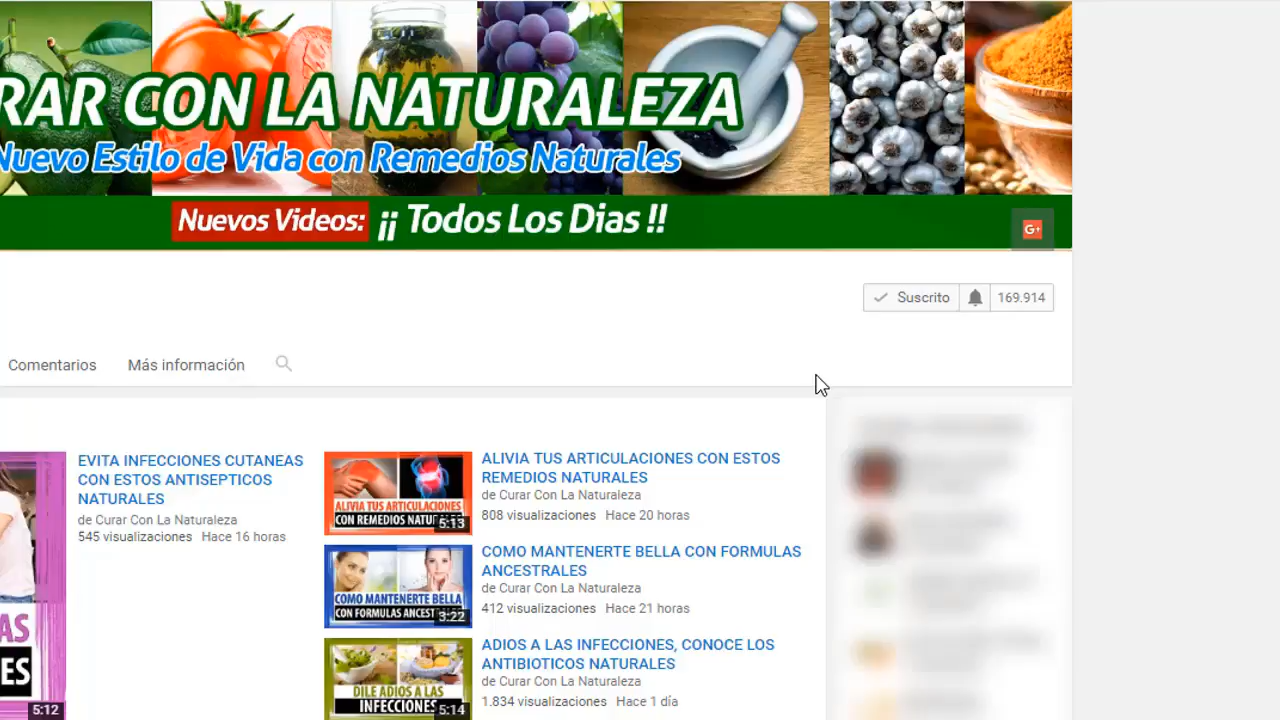 RAR CON LA NATURALEZA
Nuevo Estilo de Vida con Remedios Naturales
Nuevos Videos: ¡¡ Todos Los Dias !!
G+
Suscrito
169.914
Comentarios
Más información
AS
ES
5:12
EVITA INFECCIONES CUTANEAS
CON ESTOS ANTISEPTICOS
NATURALES
de Curar Con La Naturaleza
545 visualizaciones Hace 16 horas
ALIVIA TUS ARTICULACIONES
CON REMEDIOS
5:13
ALIVIA TUS ARTICULACIONES CON ESTOS
REMEDIOS NATURALES
de Curar Con La Naturaleza
808 visualizaciones Hace 20 horas
COMO MANTENERTE BELLA
CON FORMULAS
3:22
COMO MANTENERTE BELLA CON FORMULAS
ANCESTRALES
de Curar Con La Naturaleza
412 visualizaciones Hace 21 horas
DILE ADIOS A LAS
INFECCIONES
5:14
ADIOS A LAS INFECCIONES, CONOCE LOS
ANTIBIOTICOS NATURALES
de Curar Con La Naturaleza
1.834 visualizaciones Hace 1 día